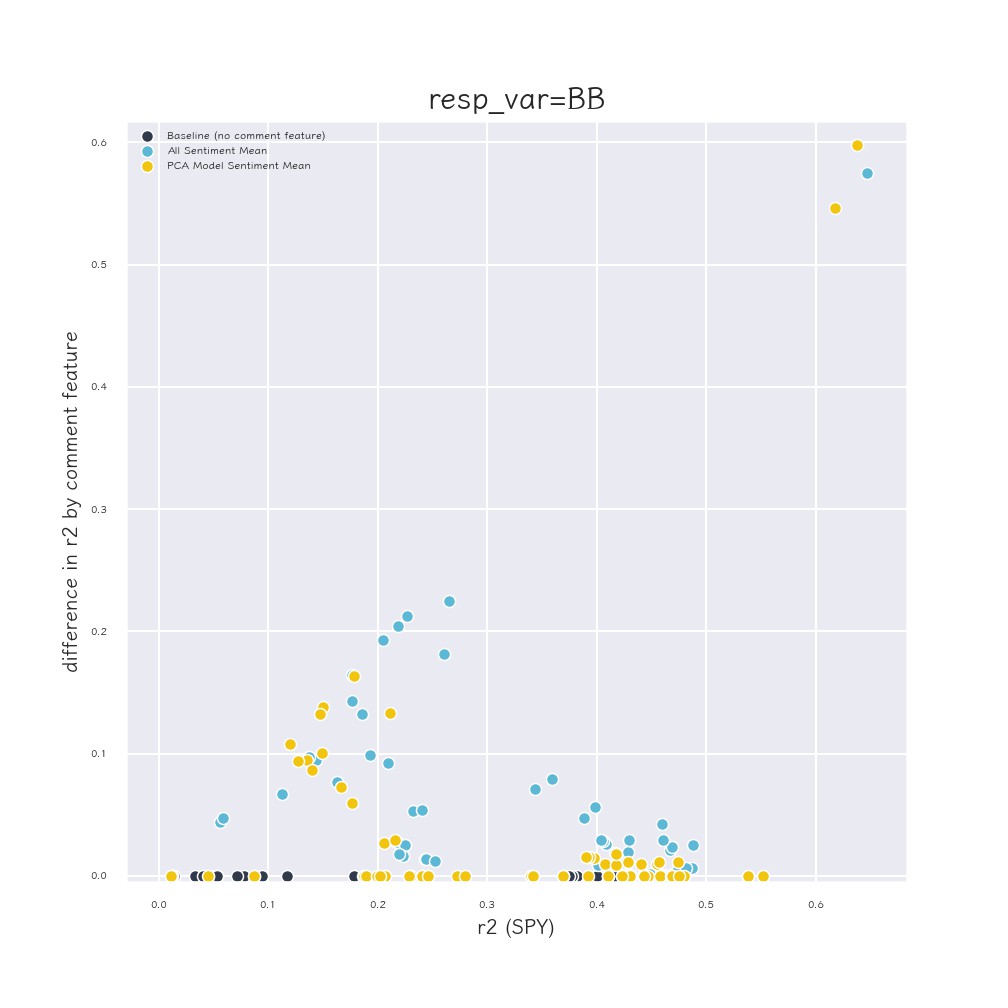 resp_var=BB
Baseline (no comment feature)
All Sentiment Mean
PCA Model Sentiment Mean
difference in r2 by comment feature
0.6
0.5
0.4
0.3
0.2
0.1
0.0
0.0 0.1 0.2 0.3 0.4 0.5 0.6
r2 (SPY)